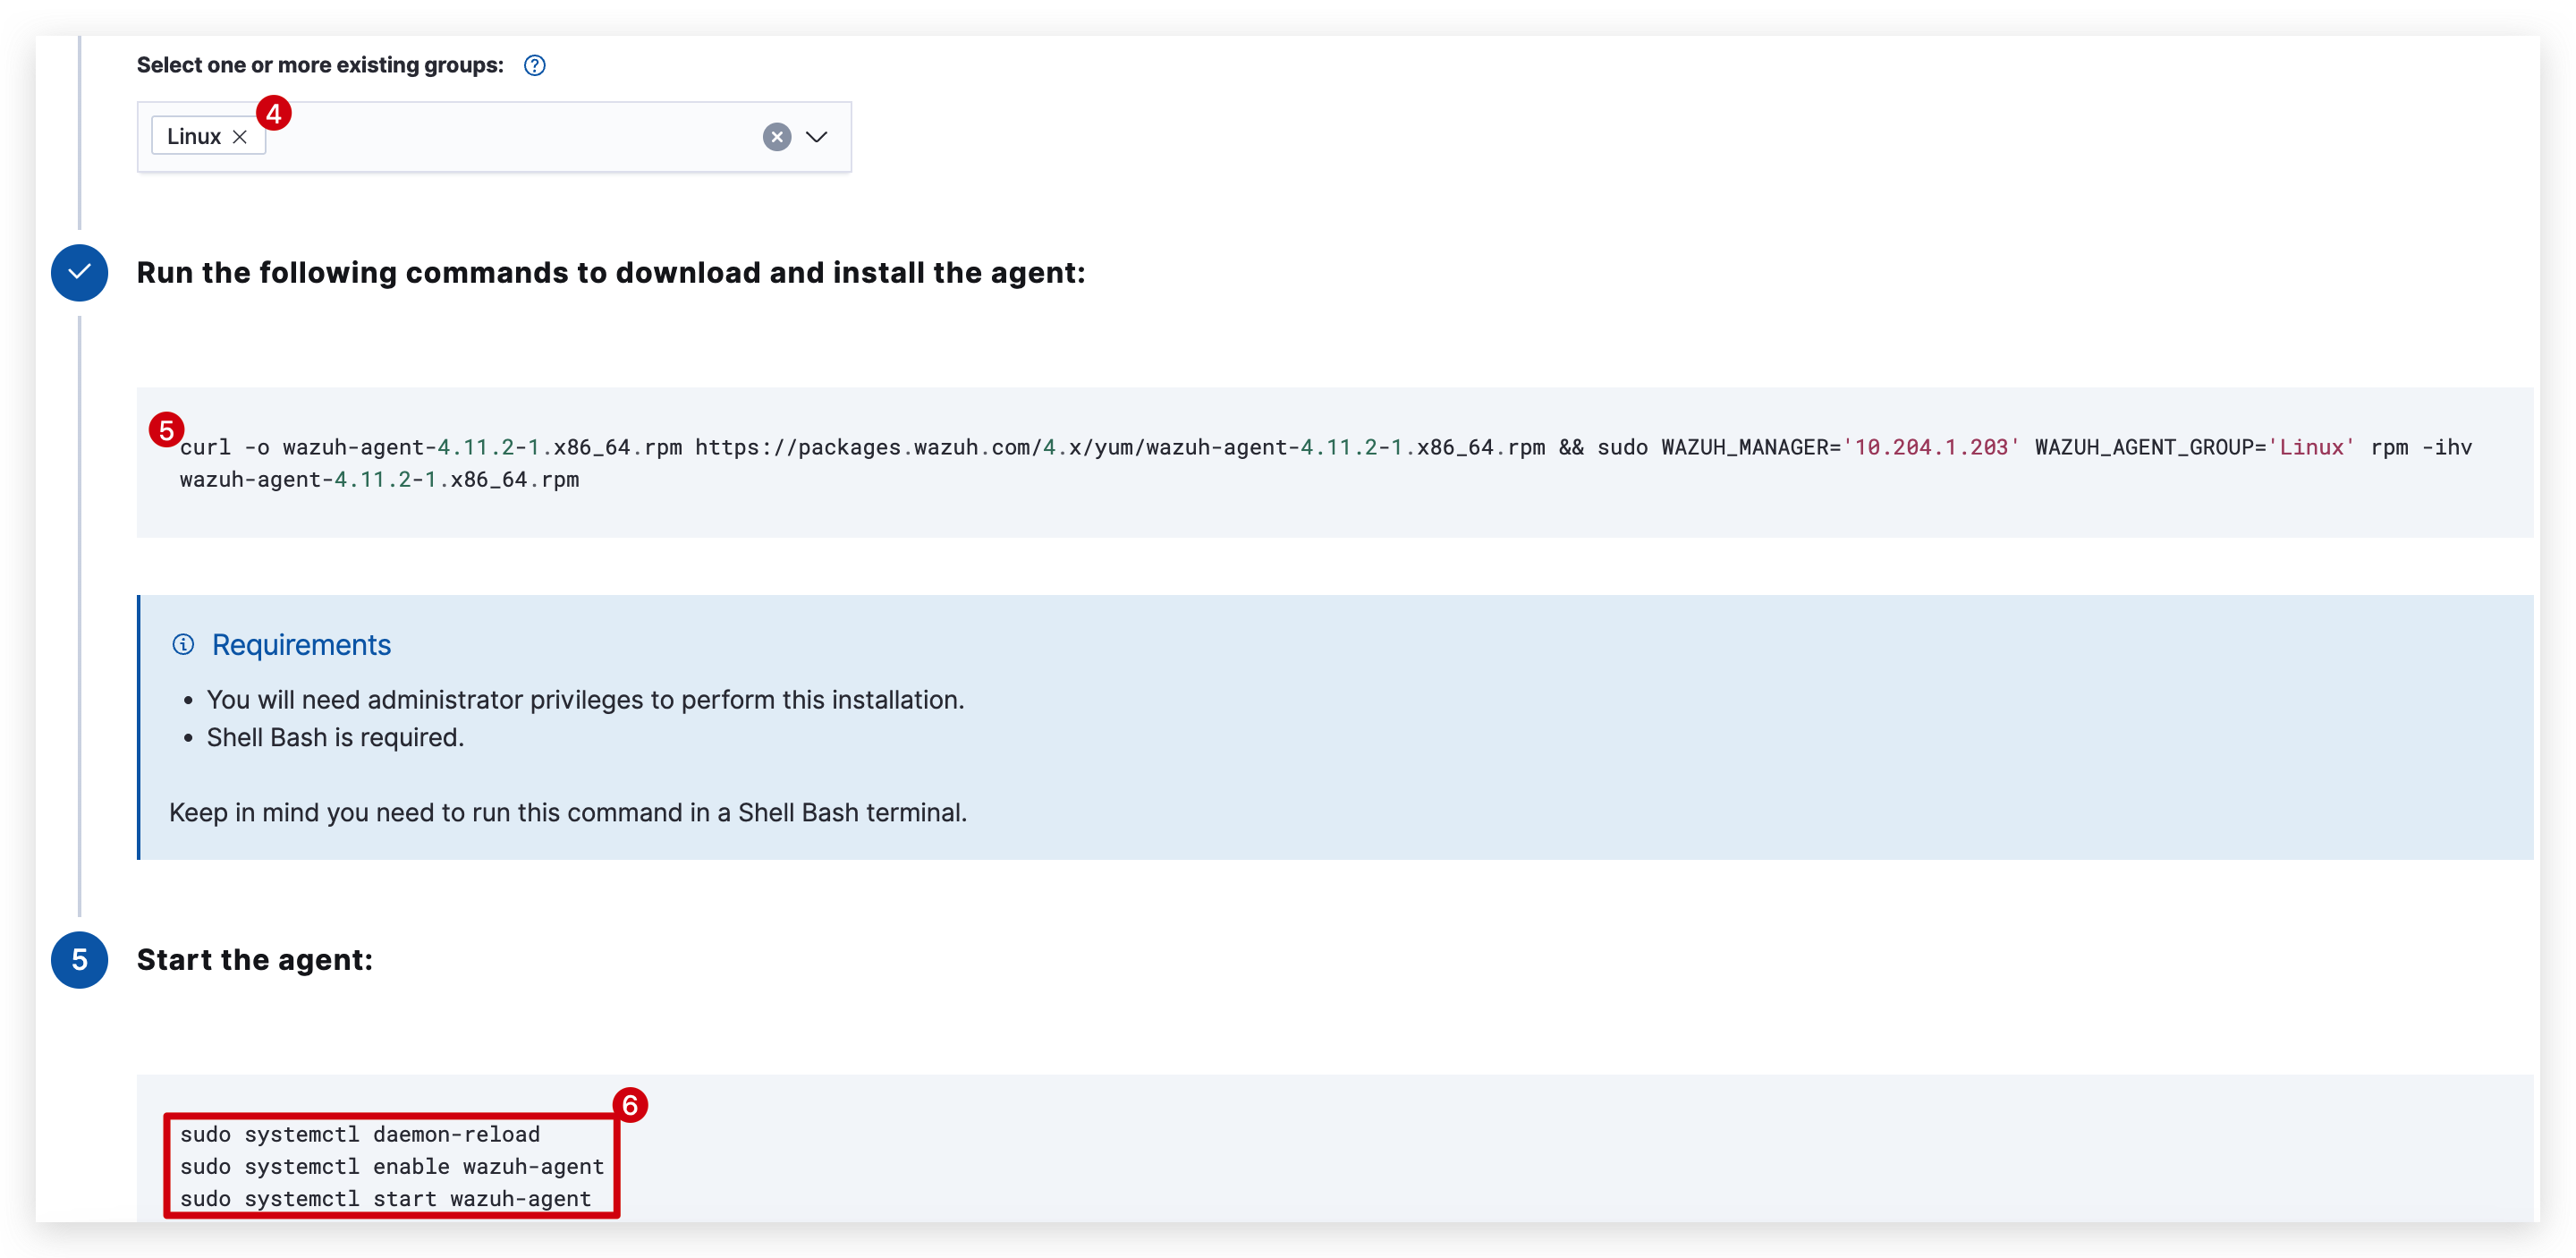 Select one or more existing groups:
4
Linux
Run the following commands to download and install the agent:
5
curl -o wazuh-agent-4.11.2-1.x86_64.rpm https://packages.wazuh.com/4.x/yum/wazuh-agent-4.11.2-1.x86_64.rpm && sudo WAZUH_MANAGER='10.204.1.203' WAZUH_AGENT_GROUP='Linux' rpm -ihv
wazuh-agent-4.11.2-1.x86_64.rpm
Requirements
• You will need administrator privileges to perform this installation.
• Shell Bash is required.
Keep in mind you need to run this command in a Shell Bash terminal.
5 Start the agent:
6
sudo systemctl daemon-reload
sudo systemctl enable wazuh-agent
sudo systemctl start wazuh-agent